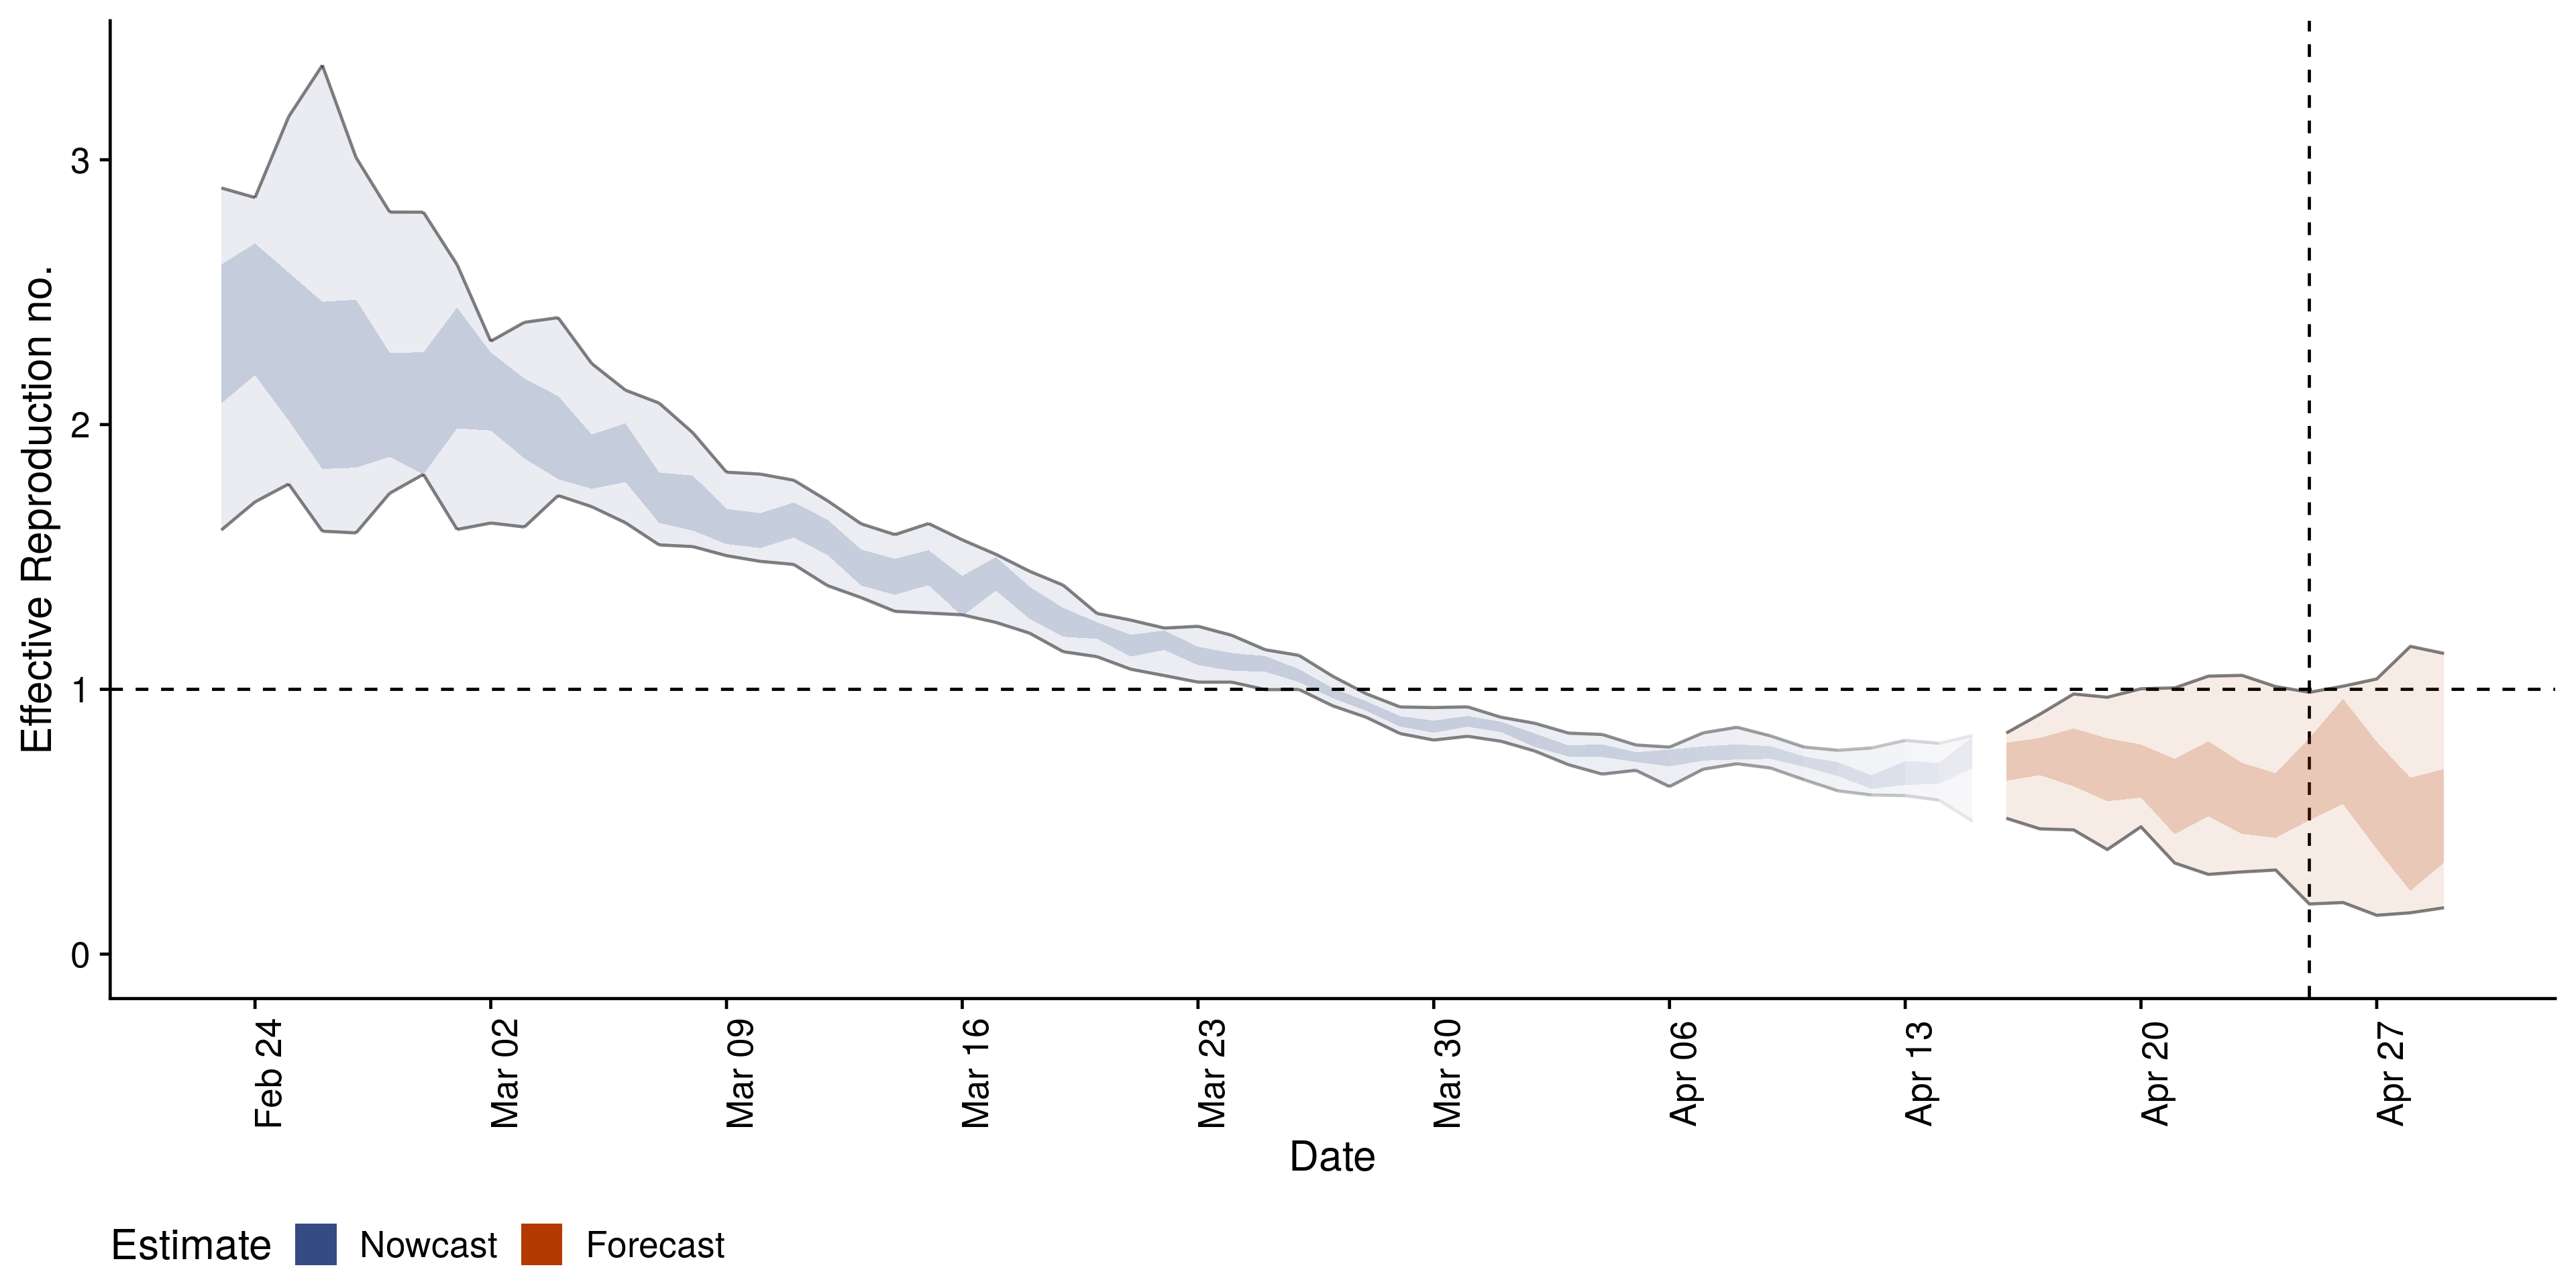 Effective Reproduction no.
3
2
1
0
Feb 24
Mar 02
Mar 09
Mar 16
Mar 23
Mar 30
Apr 06
Apr 13
Apr 20
Apr 27
Date
Estimate Nowcast Forecast